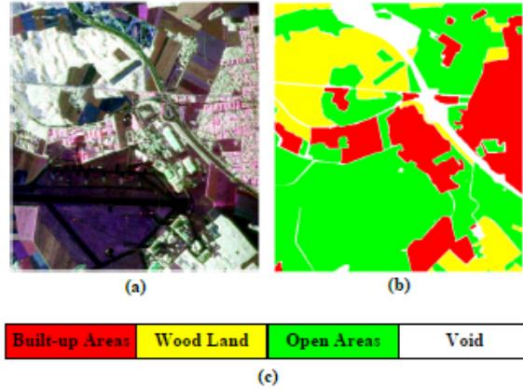 (a)
(b)
Built-up Areas
Wood Land
Open Areas
Void
(c)